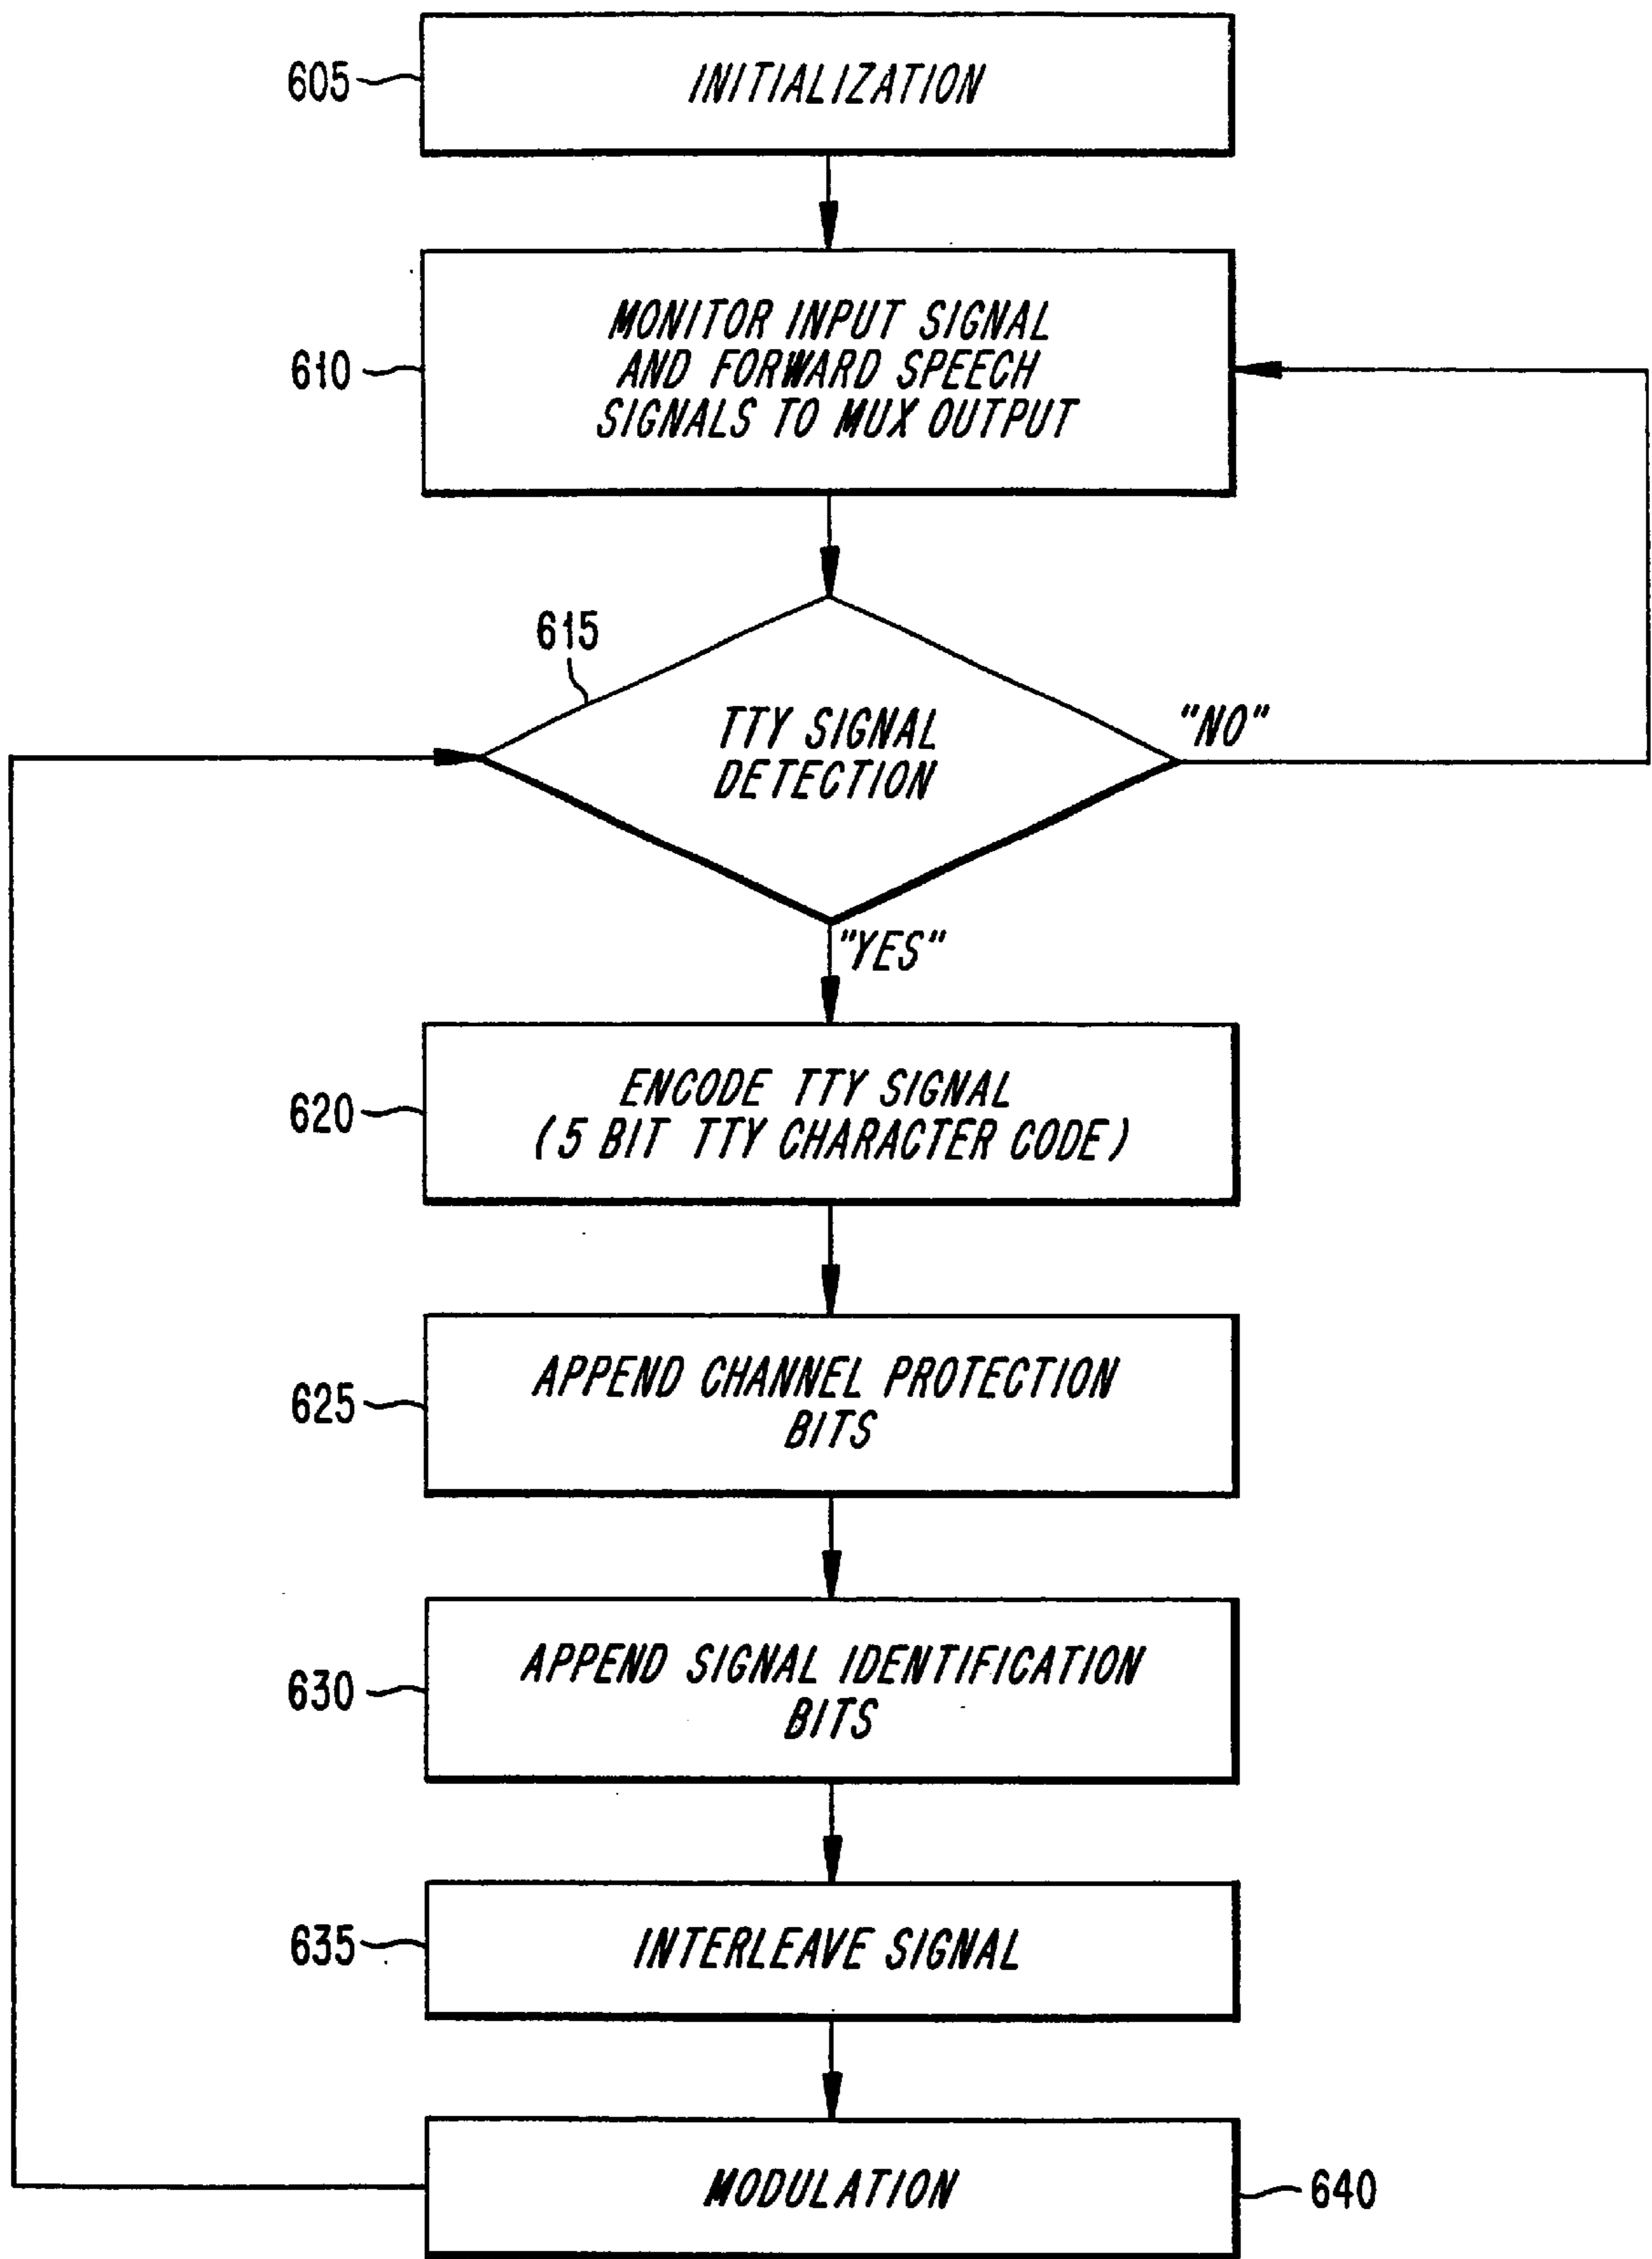 605
INITIALIZATION
610
MONITOR INPUT SIGNAL
AND FORWARD SPEECH
SIGNALS TO MUX OUTPUT
615
TTY SIGNAL
DETECTION
"NO"
"YES"
620
ENCODE TTY SIGNAL
(5 BIT TTY CHARACTER CODE)
625
APPEND CHANNEL PROTECTION
BITS
630
APPEND SIGNAL IDENTIFICATION
BITS
635
INTERLEAVE SIGNAL
MODULATION
640